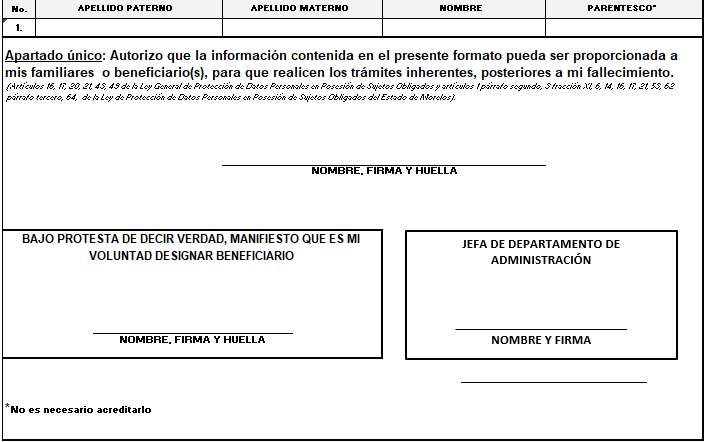 No. APELLIDO PATERNO APELLIDO MATERNO NOMBRE PARENTESCO*
1.
Apartado único: Autorizo que la información contenida en el presente formato pueda ser proporcionada a
mis familiares o beneficiario(s), para que realicen los trámites inherentes, posteriores a mi fallecimiento.
(Artículos 16, 17, 20, 21, 43, 49 de la Ley General de Protección de Datos Personales en Posesión de Sujetos Obligados y artículos 1 párrafo segundo, 3 fracción XI, 6, 14, 16, 17, 21, 53, 62
párrafo tercero, 64, de la Ley de Protección de Datos Personales en Posesión de Sujetos Obligados del Estado de Morelos).
NOMBRE, FIRMA Y HUELLA
BAJO PROTESTA DE DECIR VERDAD, MANIFIESTO QUE ES MI
VOLUNTAD DESIGNAR BENEFICIARIO
NOMBRE, FIRMA Y HUELLA
JEFA DE DEPARTAMENTO DE
ADMINISTRACIÓN
NOMBRE Y FIRMA
*No es necesario acreditarlo